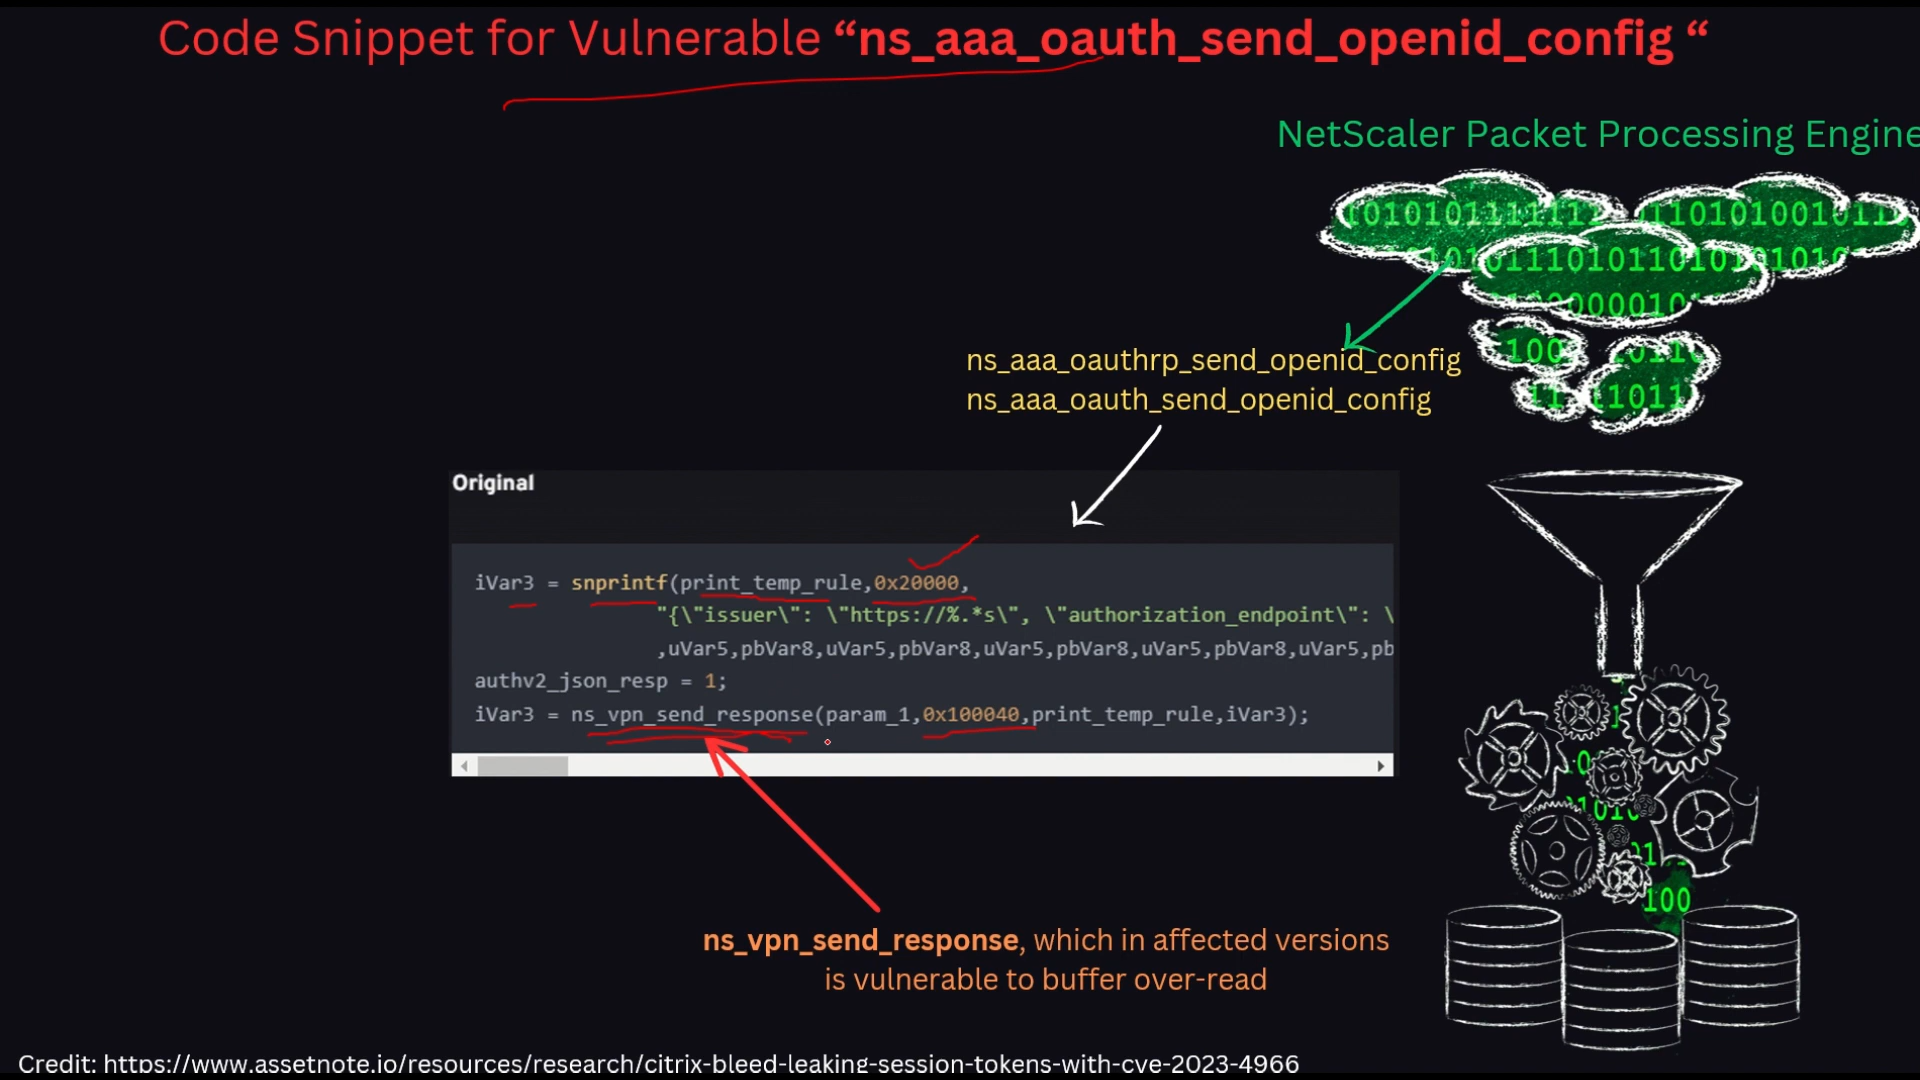 Code Snippet for Vulnerable “ns_aaa_oauth_send_openid_config “
NetScaler Packet Processing Engine
ns_aaa_oauthrp_send_openid_config
ns_aaa_oauth_send_openid_config
Original
iVar3 = snprintf(print_temp_rule,0x20000,
"{\"issuer\": \"https://%.*s\", \"authorization_endpoint\": \
,uVar5,pbVar8,uVar5,pbVar8,uVar5,pbVar8,uVar5,pbVar8,uVar5,pb
authv2_json_resp = 1;
iVar3 = ns_vpn_send_response(param_1,0x100040,print_temp_rule,iVar3);
ns_vpn_send_response, which in affected versions
is vulnerable to buffer over-read
Credit: https://www.assetnote.io/resources/research/citrix-bleed-leaking-session-tokens-with-cve-2023-4966